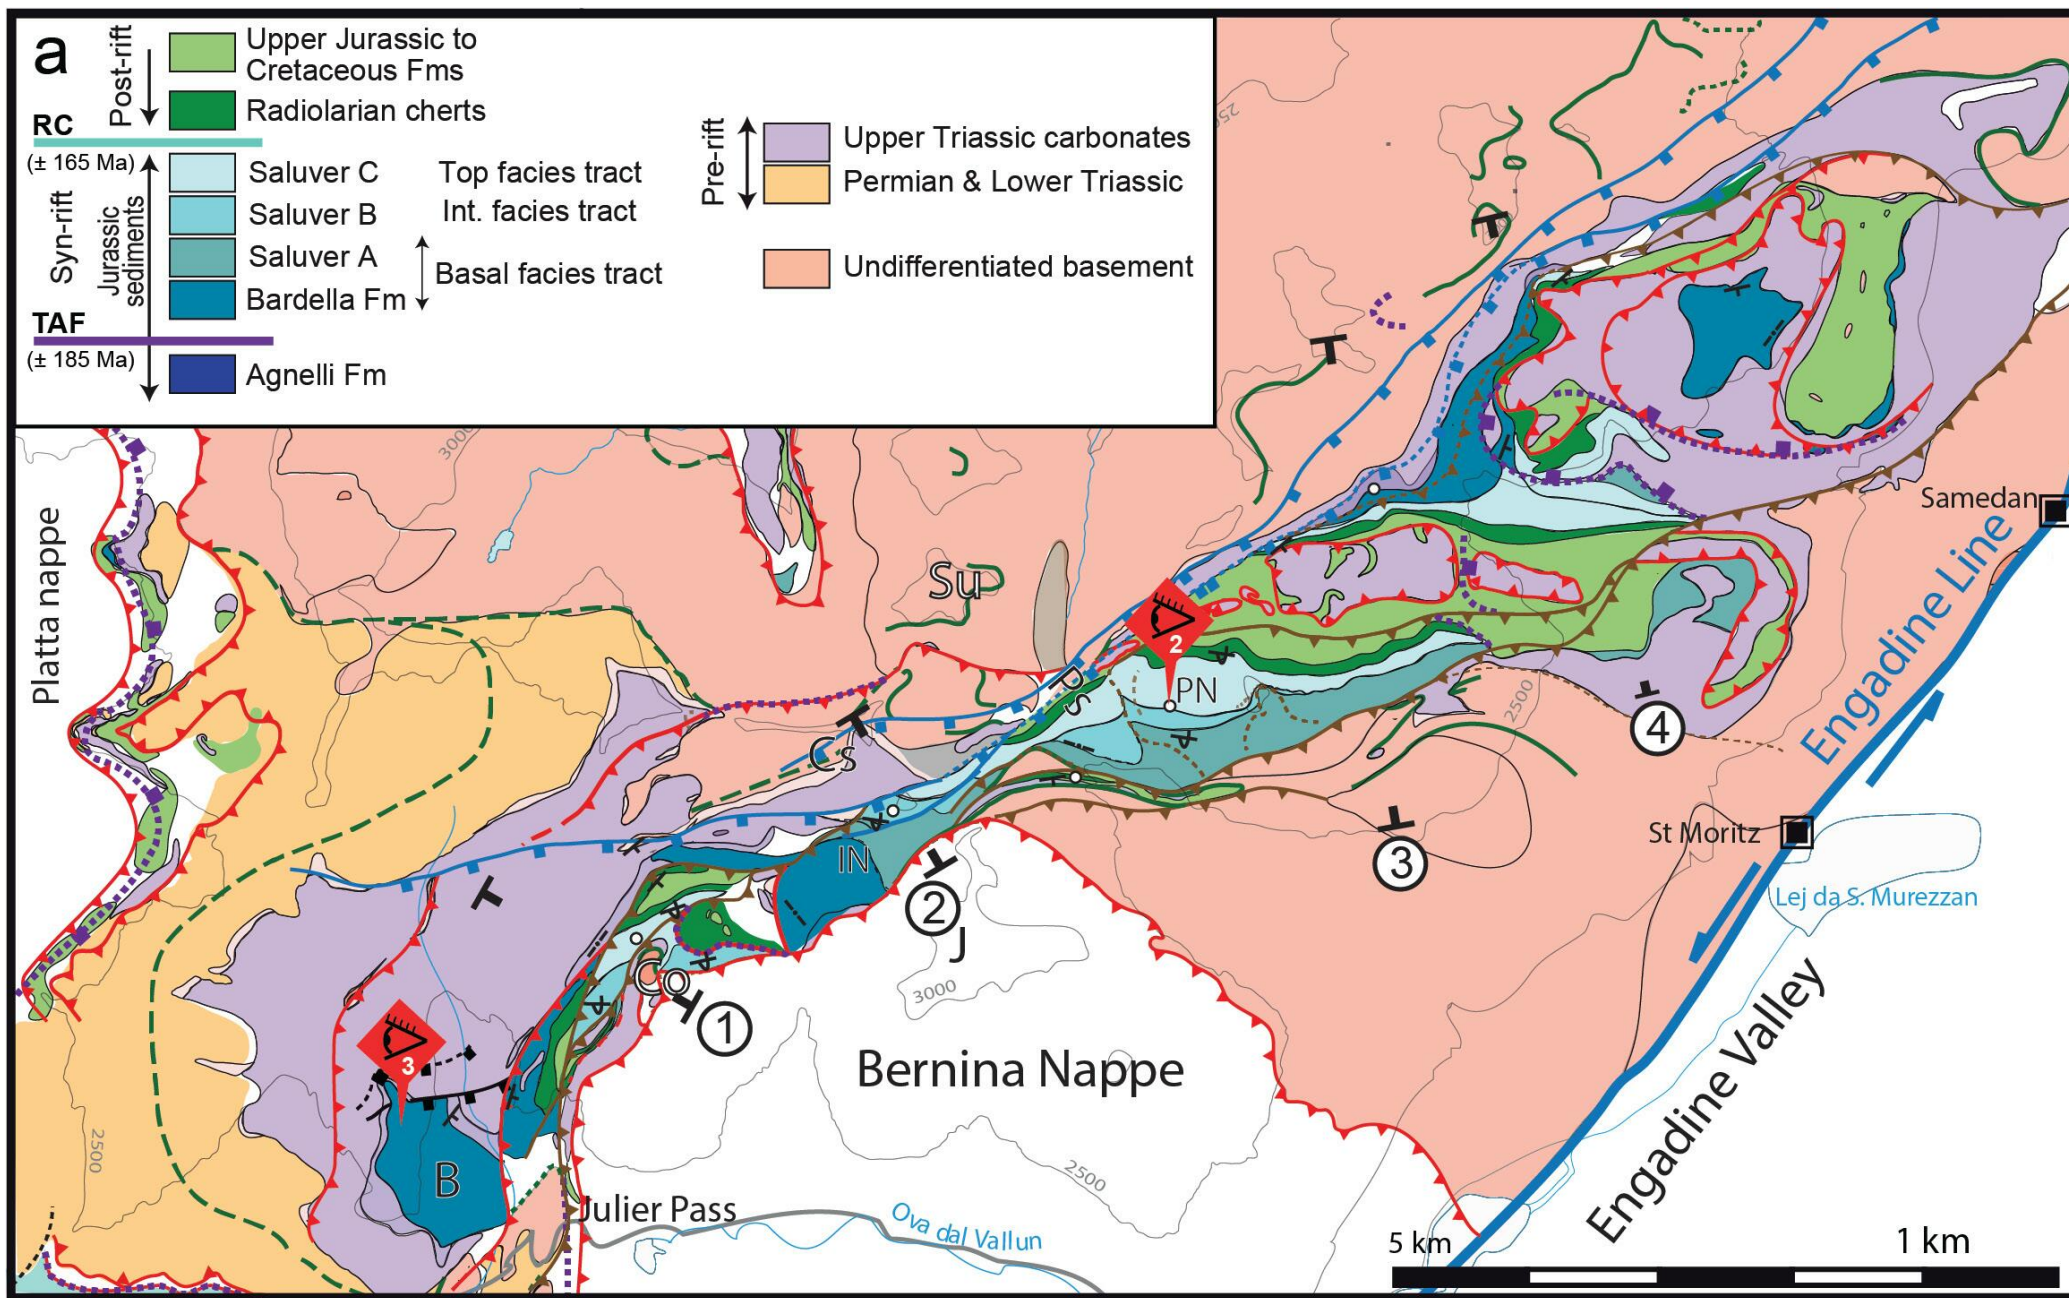 a
Post-rift
Upper Jurassic to
Cretaceous Fms
Radiolarian cherts
RC
(± 165 Ma)
Syn-rift
Jurassic
sediments
Saluver C
Top facies tract
Saluver B
Int. facies tract
Saluver A
Basal facies tract
Bardella Fm
TAF
(± 185 Ma)
Agnelli Fm
Pre-rift
Upper Triassic carbonates
Permian & Lower Triassic
Undifferentiated basement
250
3000
Platta nappe
Su
2
PS
PN
Cs
IN
2500
Samedan
Engadine Line
4
3
St Moritz
Lej da S. Murezzan
2
J
3000
Co
1
3
B
2500
Bernina Nappe
2500
Julier Pass
Ova dal Vallun
Engadine Valley
5 km
1 km